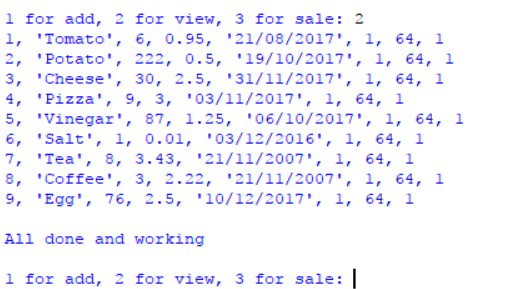 1 for add, 2 for view, 3 for sale: 2
1, 'Tomato', 6, 0.95, '21/08/2017', 1, 64, 1
2, 'Potato', 222, 0.5, '19/10/2017', 1, 64, 1
3, 'Cheese', 30, 2.5, '31/11/2017', 1, 64, 1
4, 'Pizza', 9, 3, '03/11/2017', 1, 64, 1
5, 'Vinegar', 87, 1.25, '06/10/2017', 1, 64, 1
6, 'Salt', 1, 0.01, '03/12/2016', 1, 64, 1
7, 'Tea', 8, 3.43, '21/11/2007', 1, 64, 1
8, 'Coffee', 3, 2.22, '21/11/2007', 1, 64, 1
9, 'Egg', 76, 2.5, '10/12/2017', 1, 64, 1
All done and working
1 for add, 2 for view, 3 for sale: